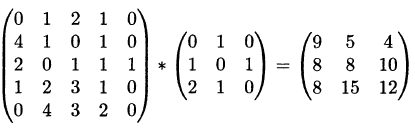 0 1 2 1 0
4 1 0 1 0
2 0 1 1 1
1 2 3 1 0
0 4 3 2 0
*
0 1 0
1 0 1
2 1 0
=
9 5 4
8 8 10
8 15 12